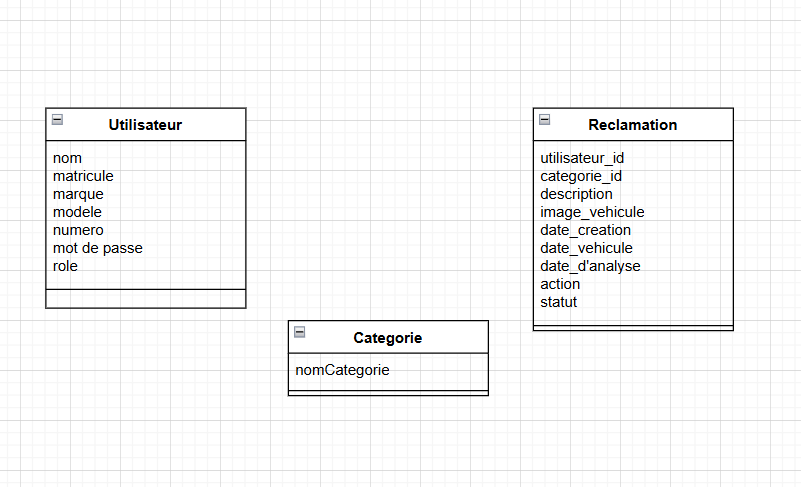 Utilisateur
nom
matricule
marque
modele
numero
mot de passe
role
Reclamation
utilisateur_id
categorie_id
description
image_vehicule
date_creation
date_vehicule
date_d'analyse
action
statut
Categorie
nomCategorie